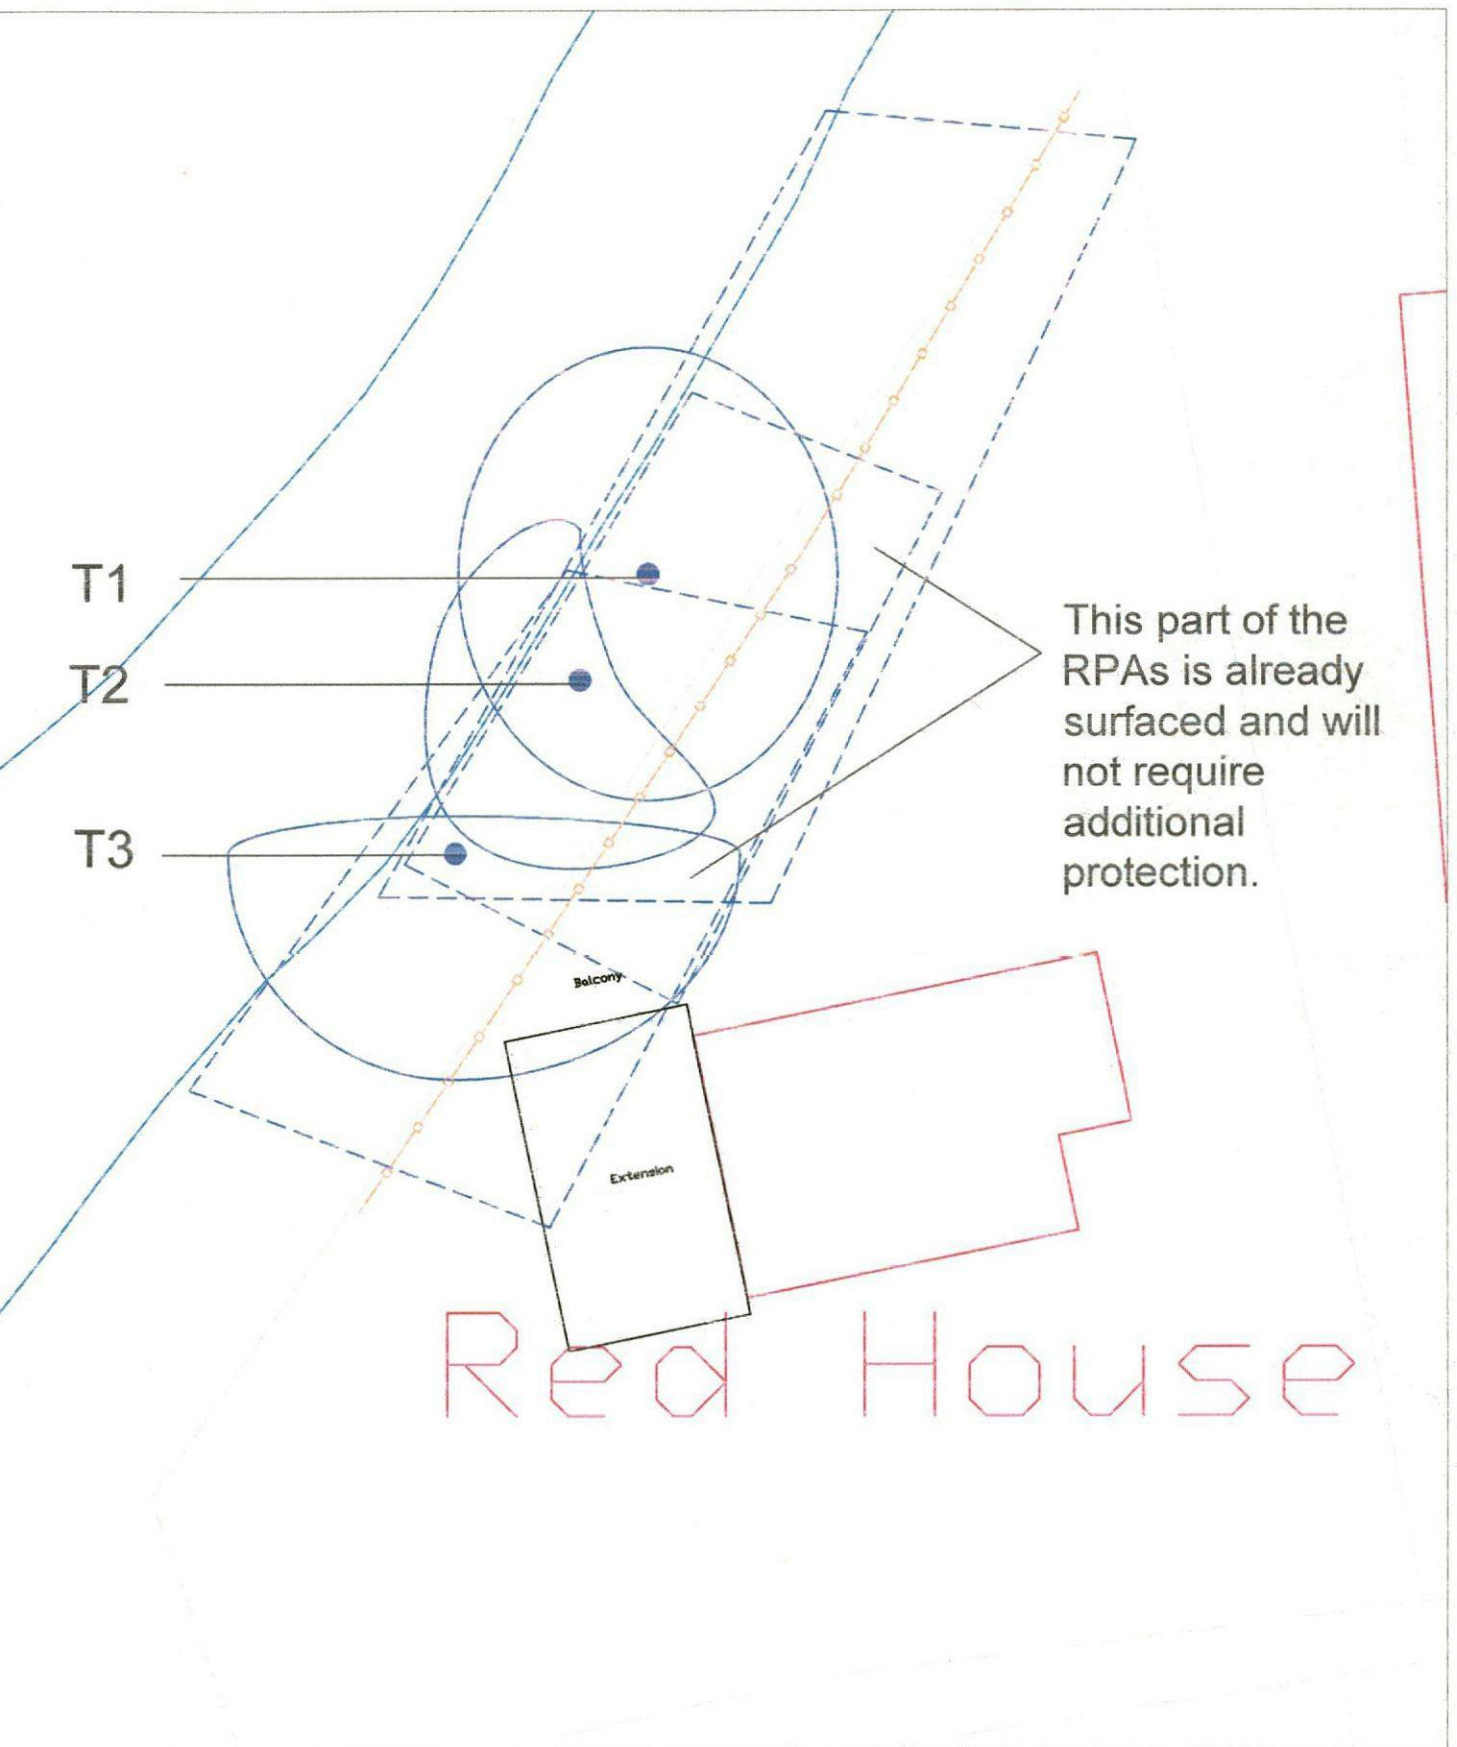 T1
T2
T3
This part of the
RPAs is already
surfaced and will
not require
additional
protection.
Balcony
Extension
Red House